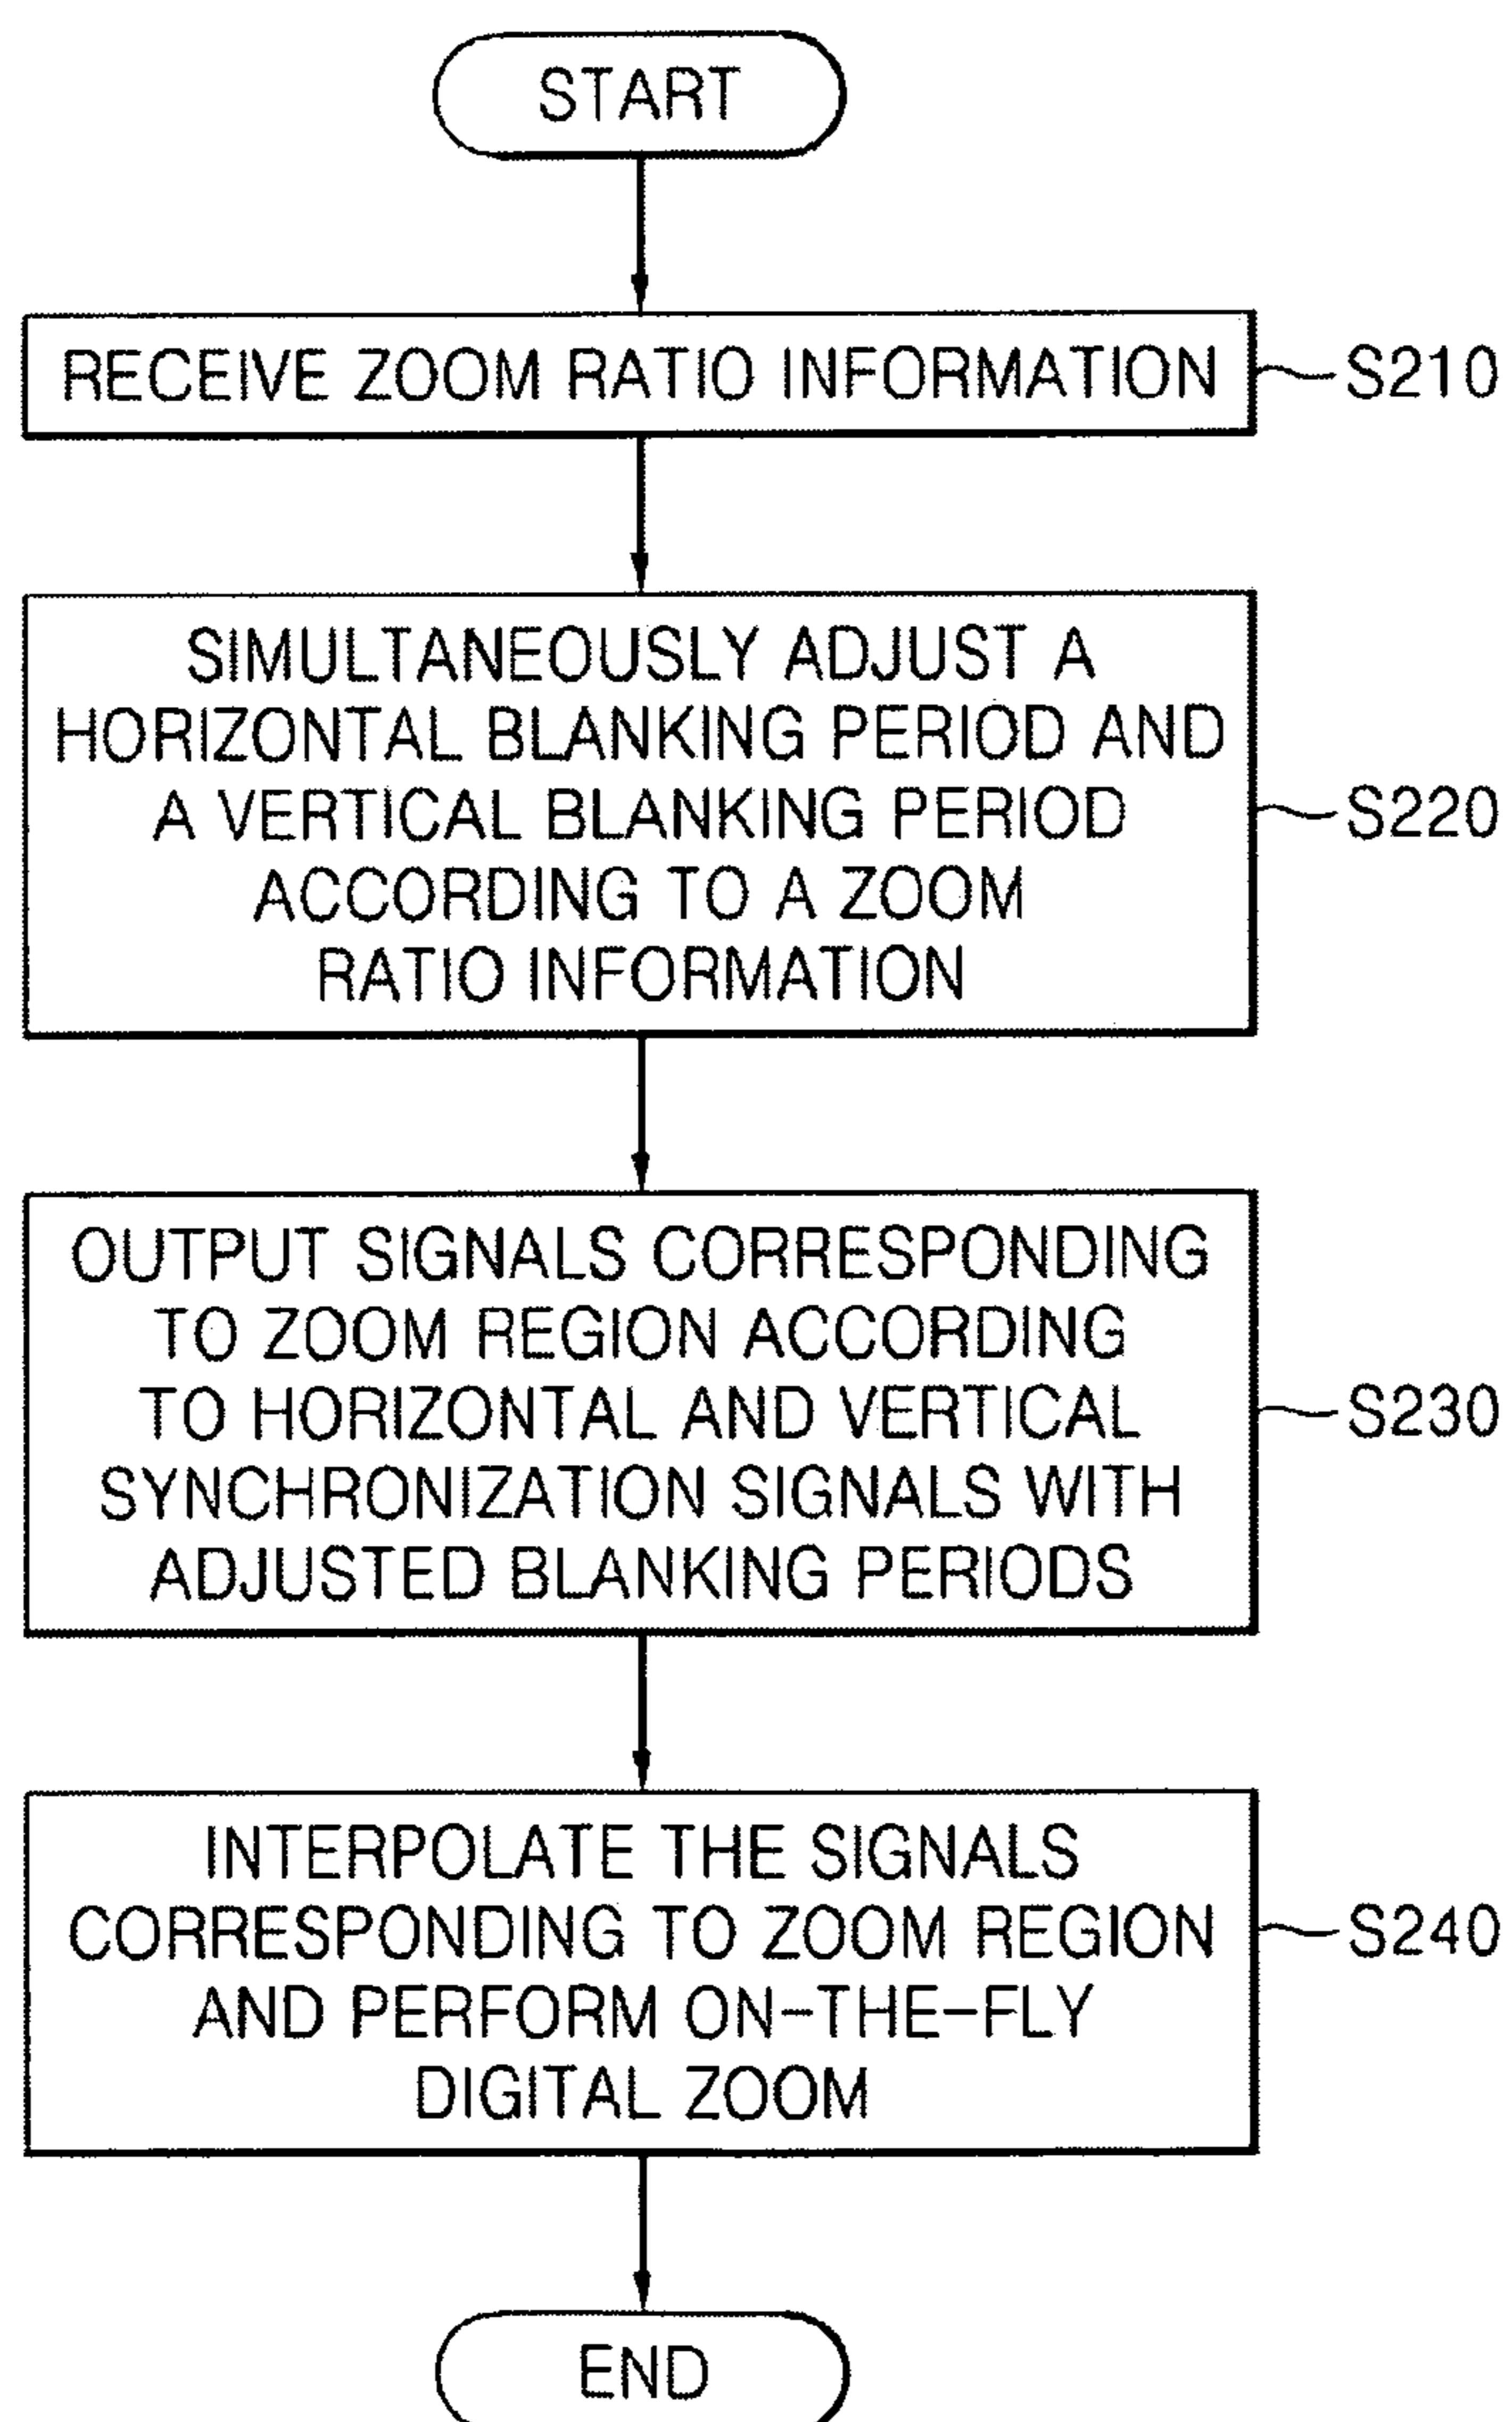 START
RECEIVE ZOOM RATIO INFORMATION
S210
SIMULTANEOUSLY ADJUST A
HORIZONTAL BLANKING PERIOD AND
A VERTICAL BLANKING PERIOD
ACCORDING TO A ZOOM
RATIO INFORMATION
S220
OUTPUT SIGNALS CORRESPONDING
TO ZOOM REGION ACCORDING
TO HORIZONTAL AND VERTICAL
SYNCHRONIZATION SIGNALS WITH
ADJUSTED BLANKING PERIODS
S230
INTERPOLATE THE SIGNALS
CORRESPONDING TO ZOOM REGION
AND PERFORM ON-THE-FLY
DIGITAL ZOOM
S240
END